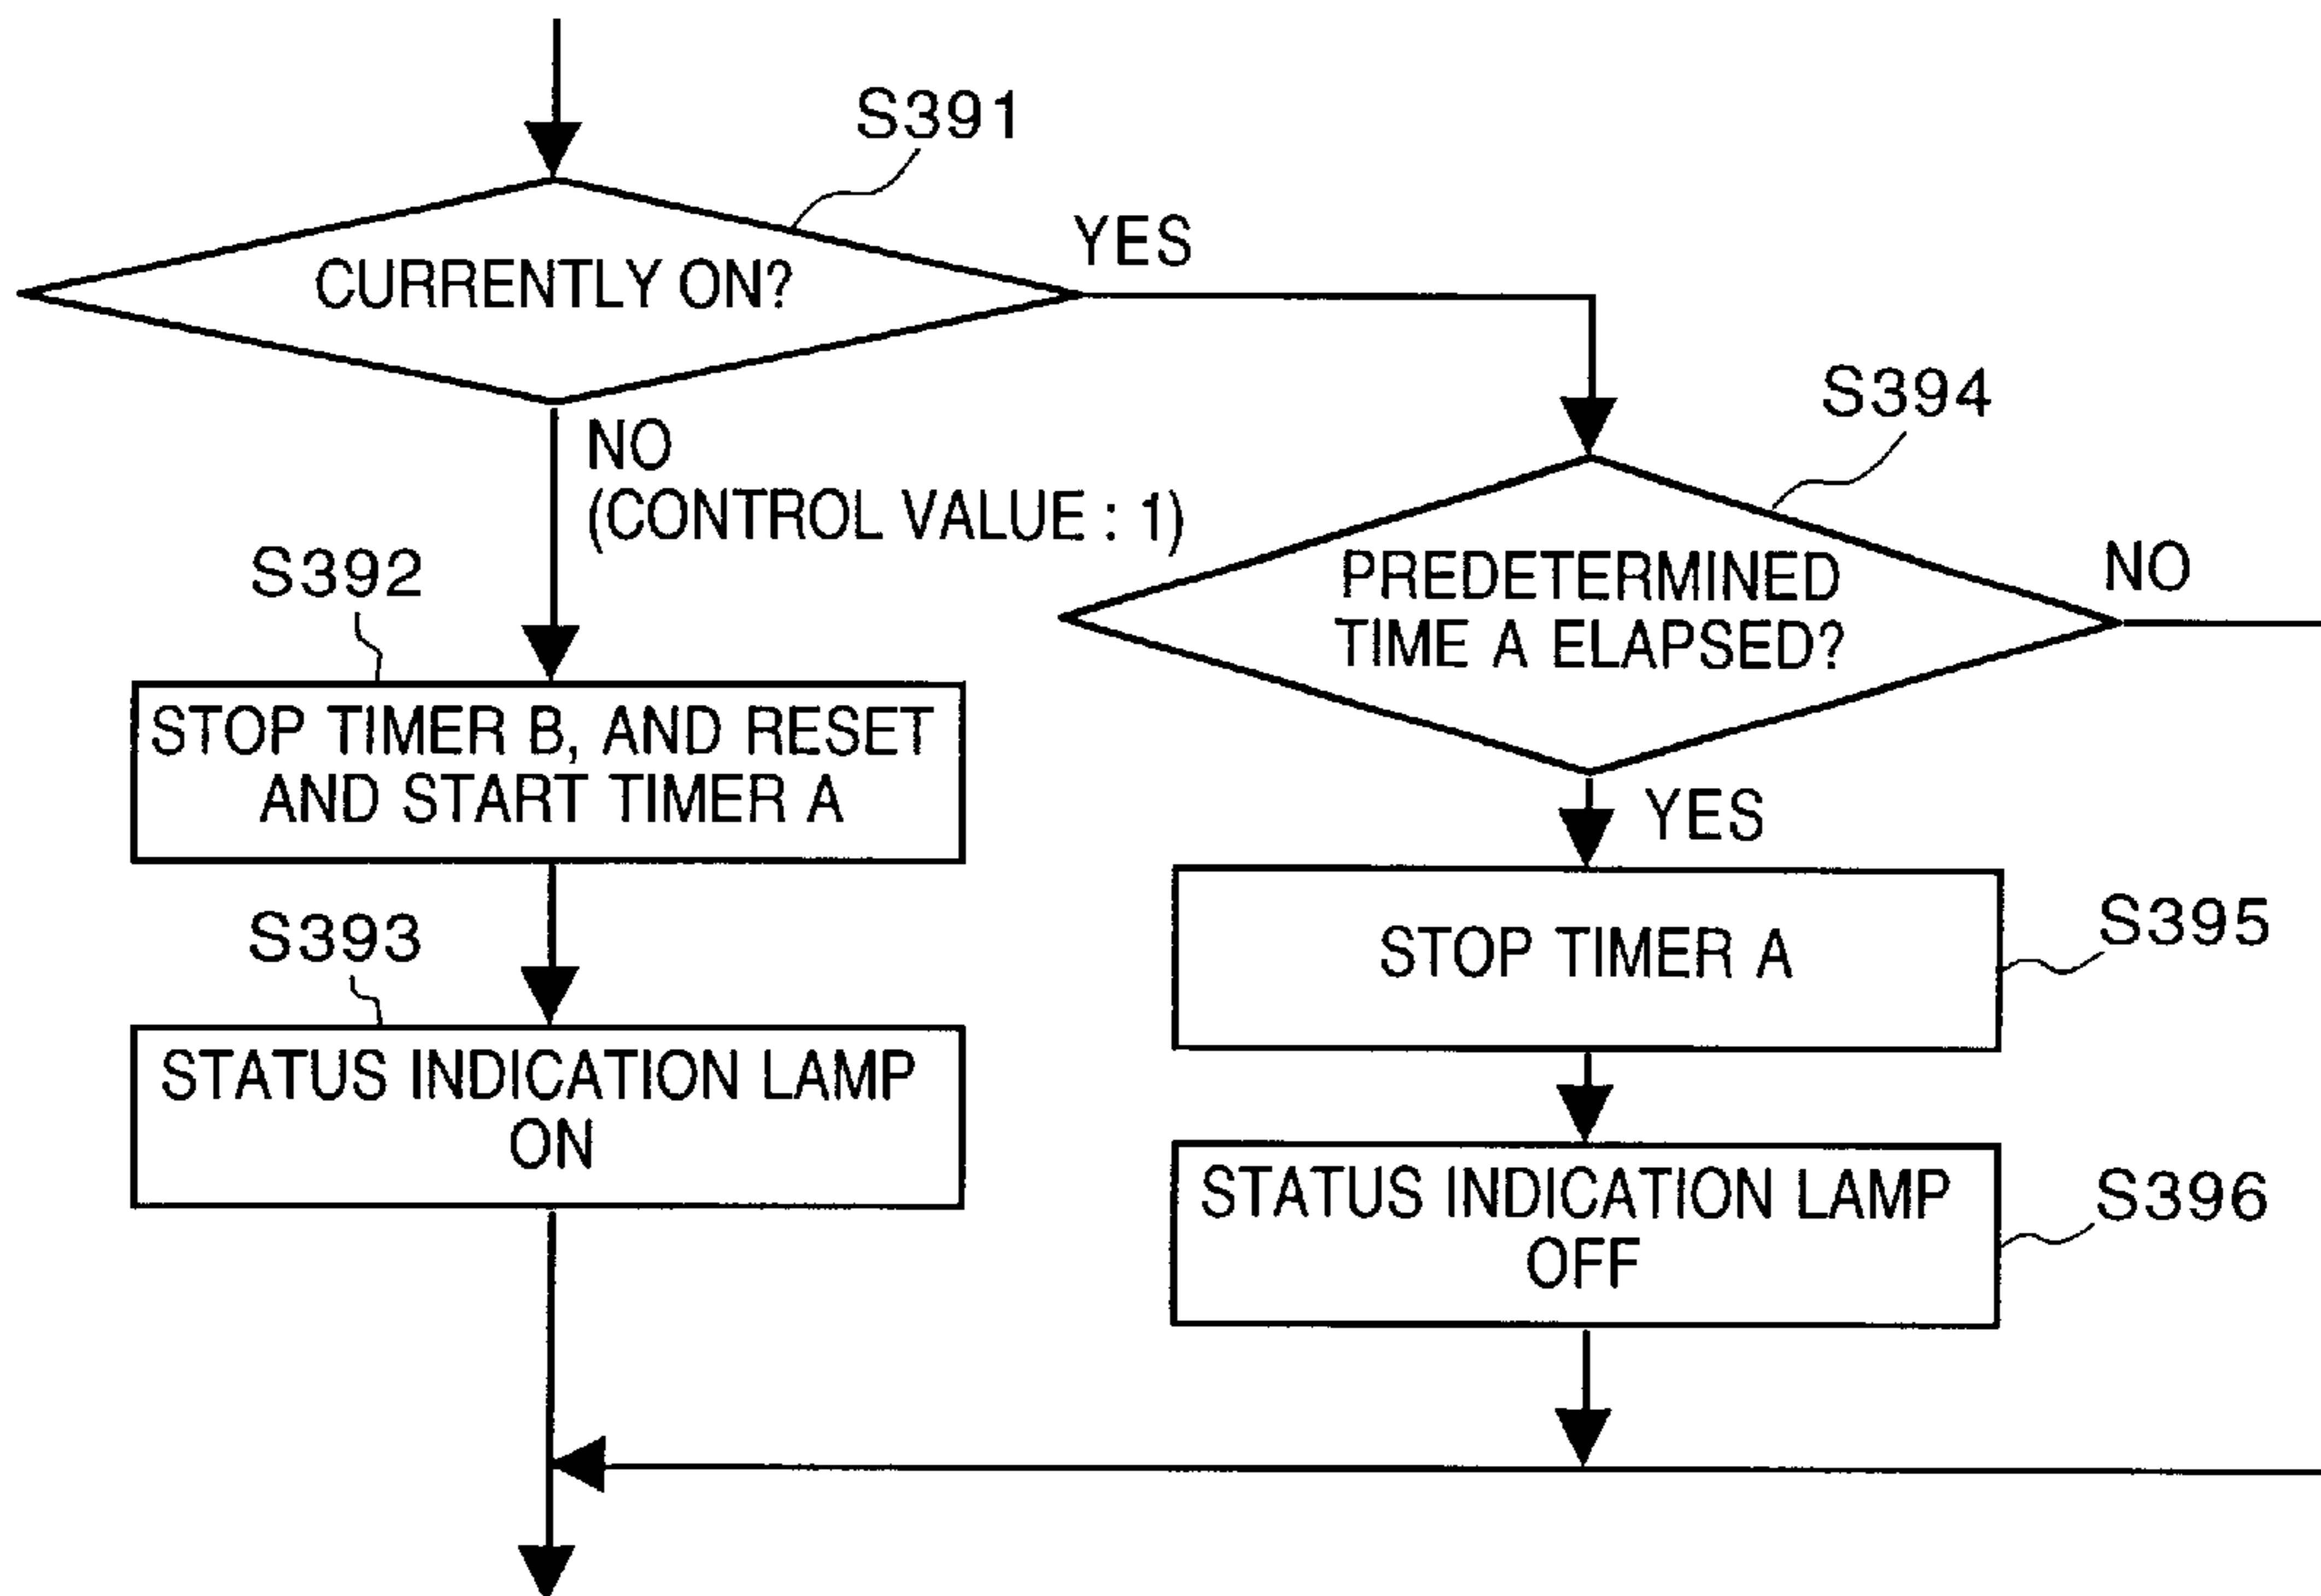 S391
CURRENTLY ON?
YES
NO
(CONTROL VALUE : 1)
S392
STOP TIMER B, AND RESET
AND START TIMER A
S393
STATUS INDICATION LAMP
ON
S394
PREDETERMINED
TIME A ELAPSED?
NO
YES
STOP TIMER A
S395
STATUS INDICATION LAMP
OFF
S396